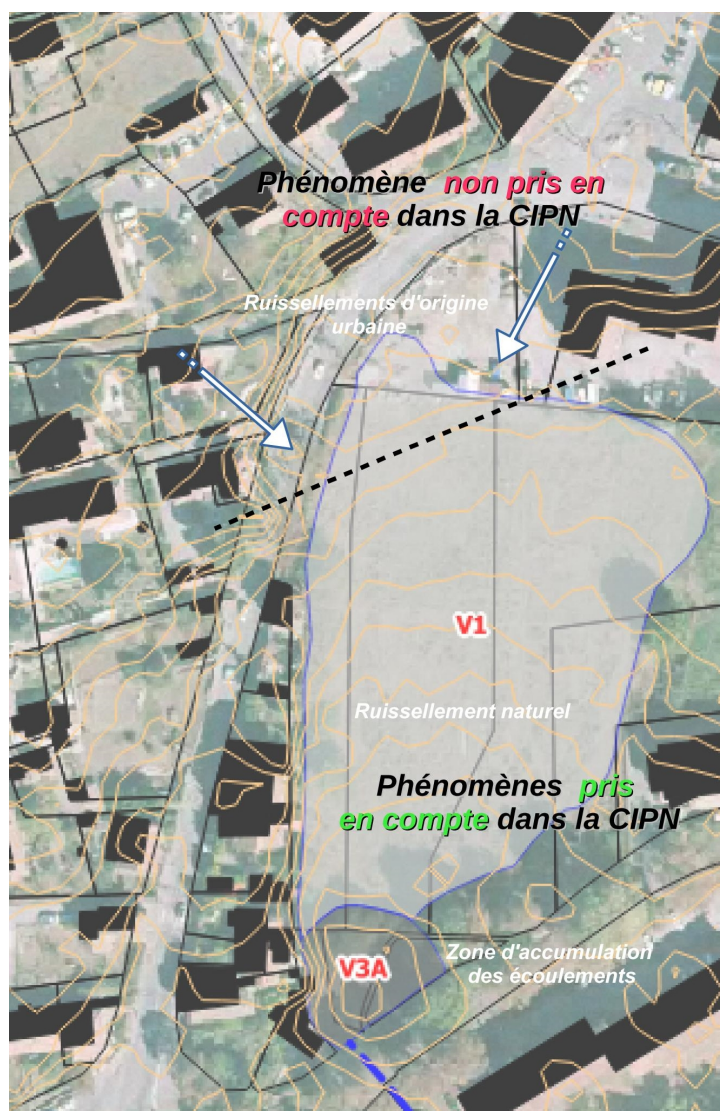 Phénomène non pris en
compte dans la CIPN
Ruissellements d'origine
urbaine
V1
Ruissellement naturel
Phénomènes pris
en compte dans la CIPN
Zone d'accumulation
des écoulements
V3A